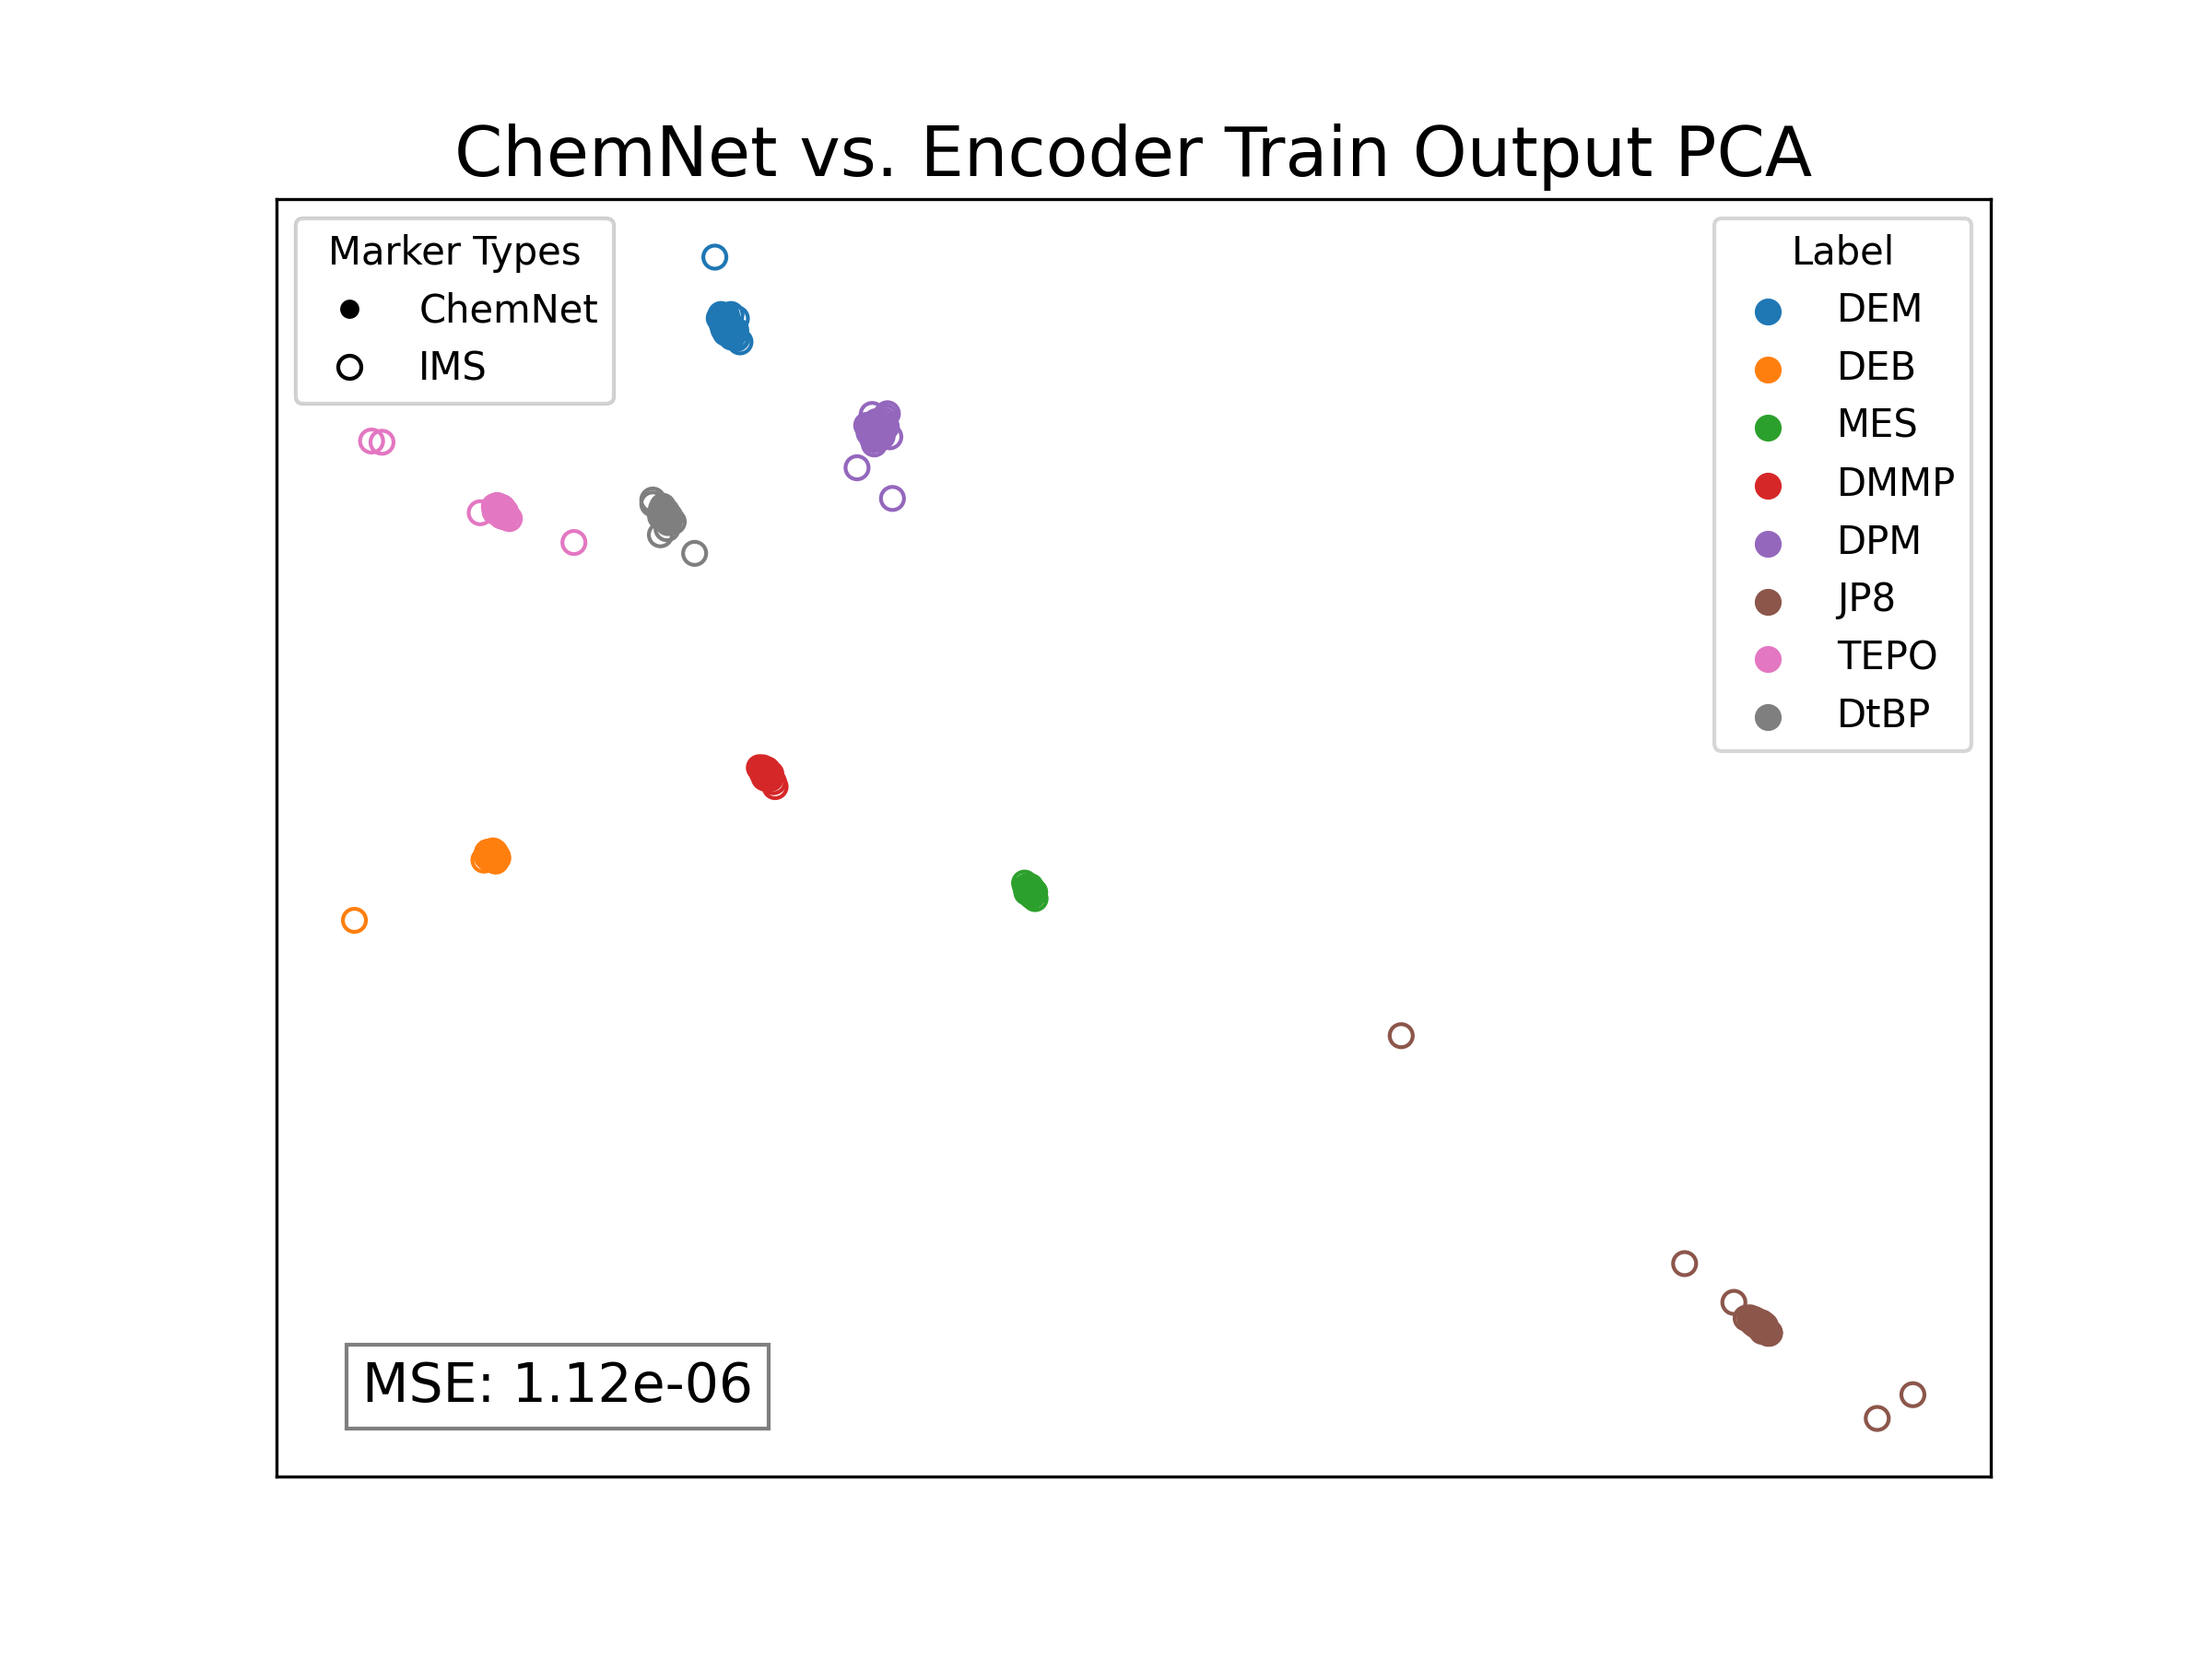 ChemNet vs. Encoder Train Output PCA
Marker Types
ChemNet
IMS
Label
DEM
DEB
MES
DMMP
DPM
JP8
TEPO
DtBP
MSE: 1.12e-06